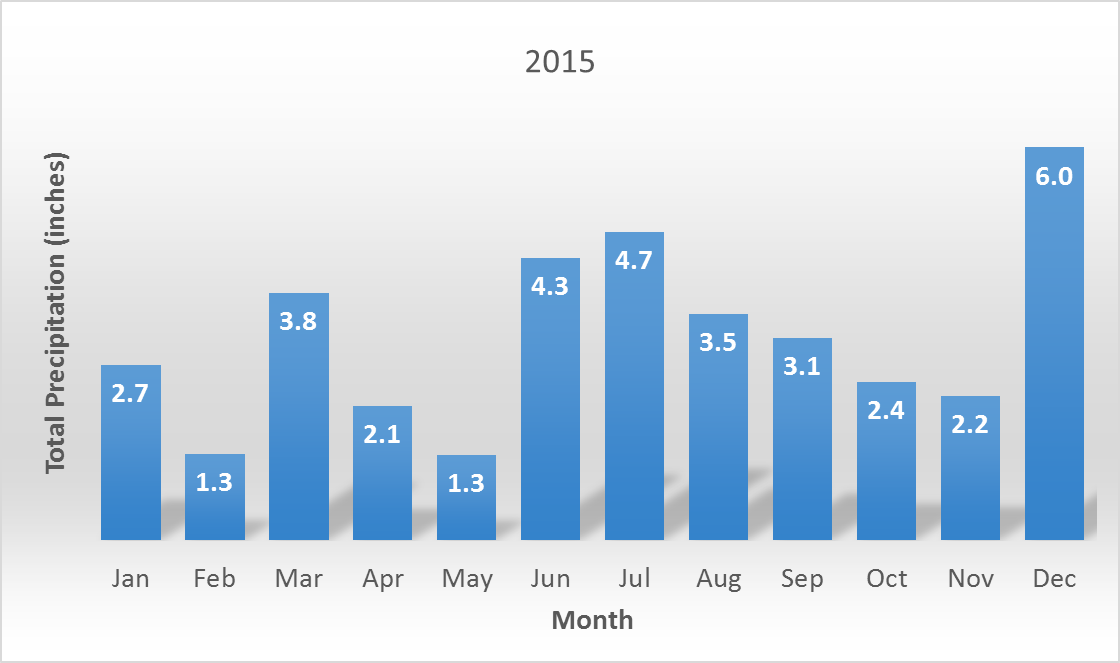 2015
Total Precipitation (inches)
2.7 1.3 3.8 2.1 1.3 4.3 4.7 3.5 3.1 2.4 2.2 6.0
Jan Feb Mar Apr May Jun Jul Aug Sep Oct Nov Dec
Month